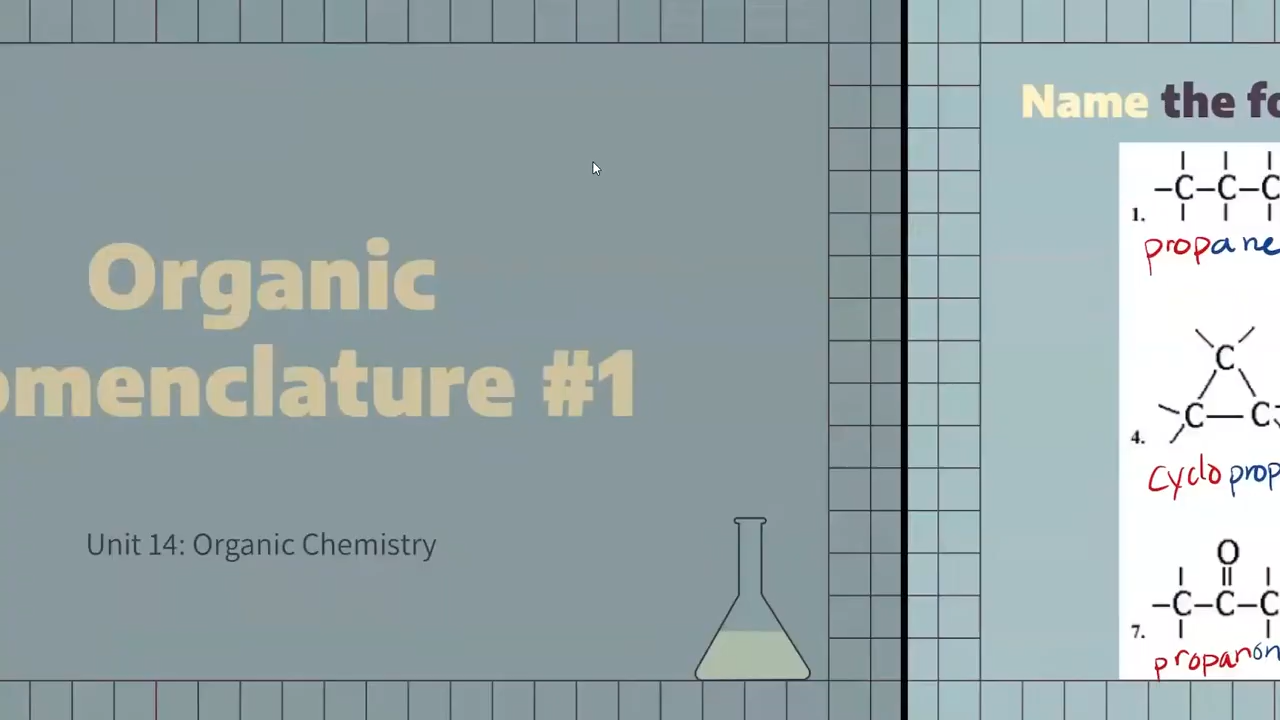 Organic
omenclature #1
Unit 14: Organic Chemistry
Name the fo
-C-C-C
1.
propane
C
C-C
4.
cyclo prop
O
-C-C-C
7.
propanon